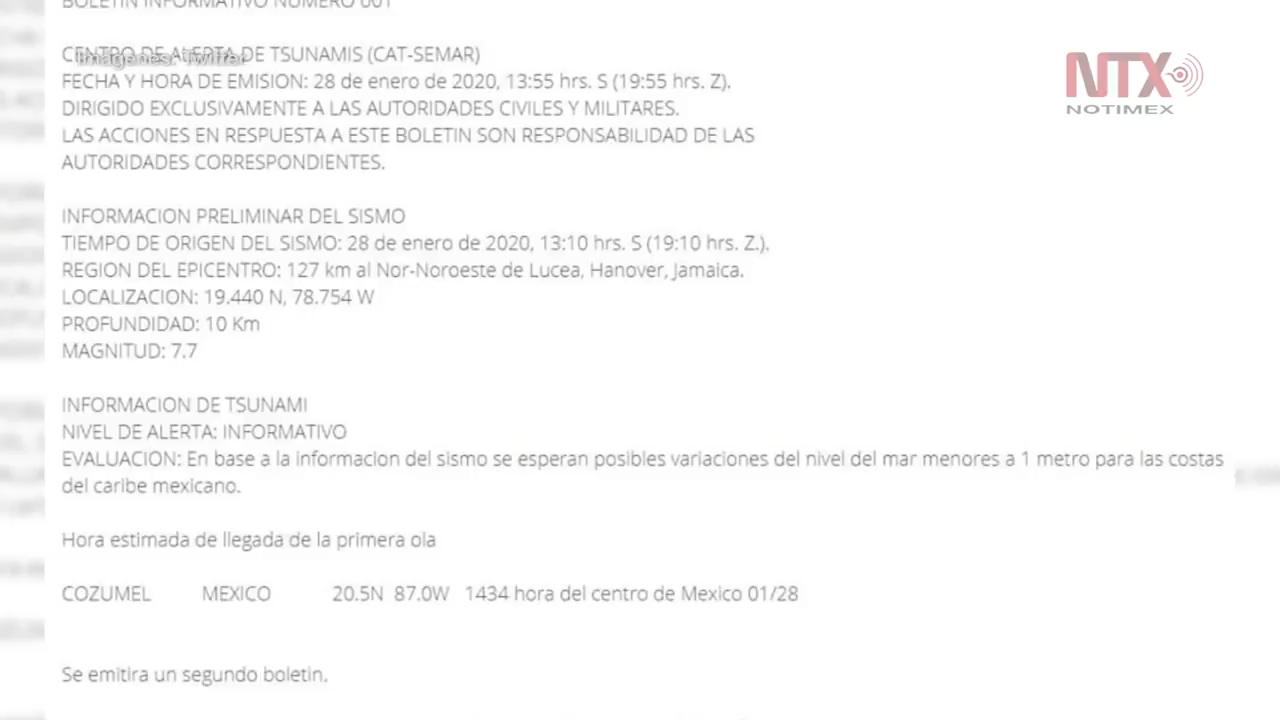 BOLETIN INFORMATIVO NUMERO 001
CENTRO DE ALERTA DE TSUNAMIS (CAT-SEMAR)
Imágenes: Twitter
FECHA Y HORA DE EMISION: 28 de enero de 2020, 13:55 hrs. S (19:55 hrs. Z).
DIRIGIDO EXCLUSIVAMENTE A LAS AUTORIDADES CIVILES Y MILITARES.
LAS ACCIONES EN RESPUESTA A ESTE BOLETIN SON RESPONSABILIDAD DE LAS
AUTORIDADES CORRESPONDIENTES.
NTX
NOTIMEX
INFORMACION PRELIMINAR DEL SISMO
TIEMPO DE ORIGEN DEL SISMO: 28 de enero de 2020, 13:10 hrs. S (19:10 hrs. Z.).
REGION DEL EPICENTRO: 127 km al Nor-Noroeste de Lucea, Hanover, Jamaica.
LOCALIZACION: 19.440 N, 78.754 W
PROFUNDIDAD: 10 Km
MAGNITUD: 7.7
INFORMACION DE TSUNAMI
NIVEL DE ALERTA: INFORMATIVO
EVALUACION: En base a la informacion del sismo se esperan posibles variaciones del nivel del mar menores a 1 metro para las costas
del caribe mexicano.
Hora estimada de llegada de la primera ola
COZUMEL MEXICO 20.5N 87.0W 1434 hora del centro de Mexico 01/28
Se emitira un segundo boletin.